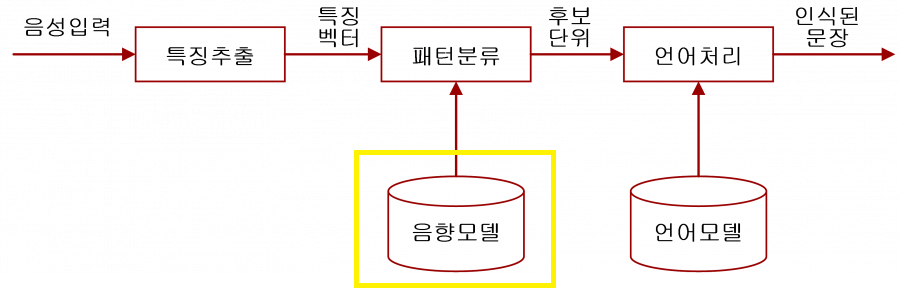 음성입력
특징추출
특징
벡터
패턴분류
후보
단위
언어처리
인식된
문장
음향모델
언어모델